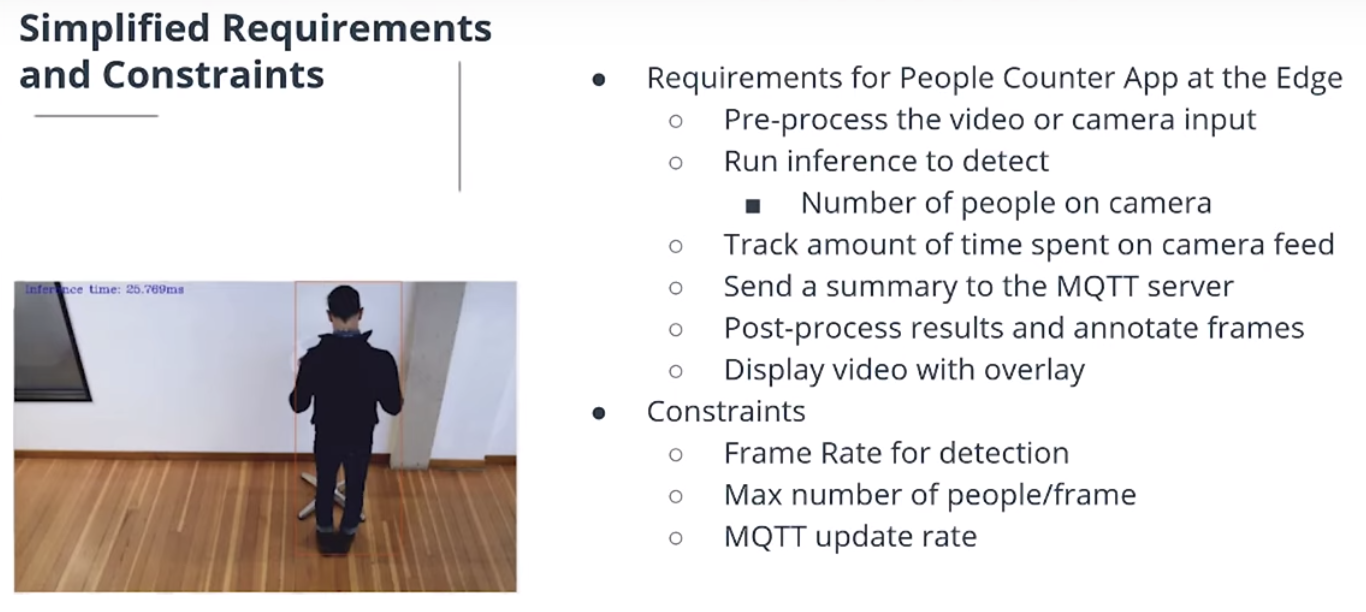 Simplified Requirements
and Constraints
Inference time: 25.769ms
● Requirements for People Counter App at the Edge
○ Pre-process the video or camera input
○ Run inference to detect
■ Number of people on camera
○ Track amount of time spent on camera feed
○ Send a summary to the MQTT server
○ Post-process results and annotate frames
○ Display video with overlay
● Constraints
○ Frame Rate for detection
○ Max number of people/frame
○ MQTT update rate